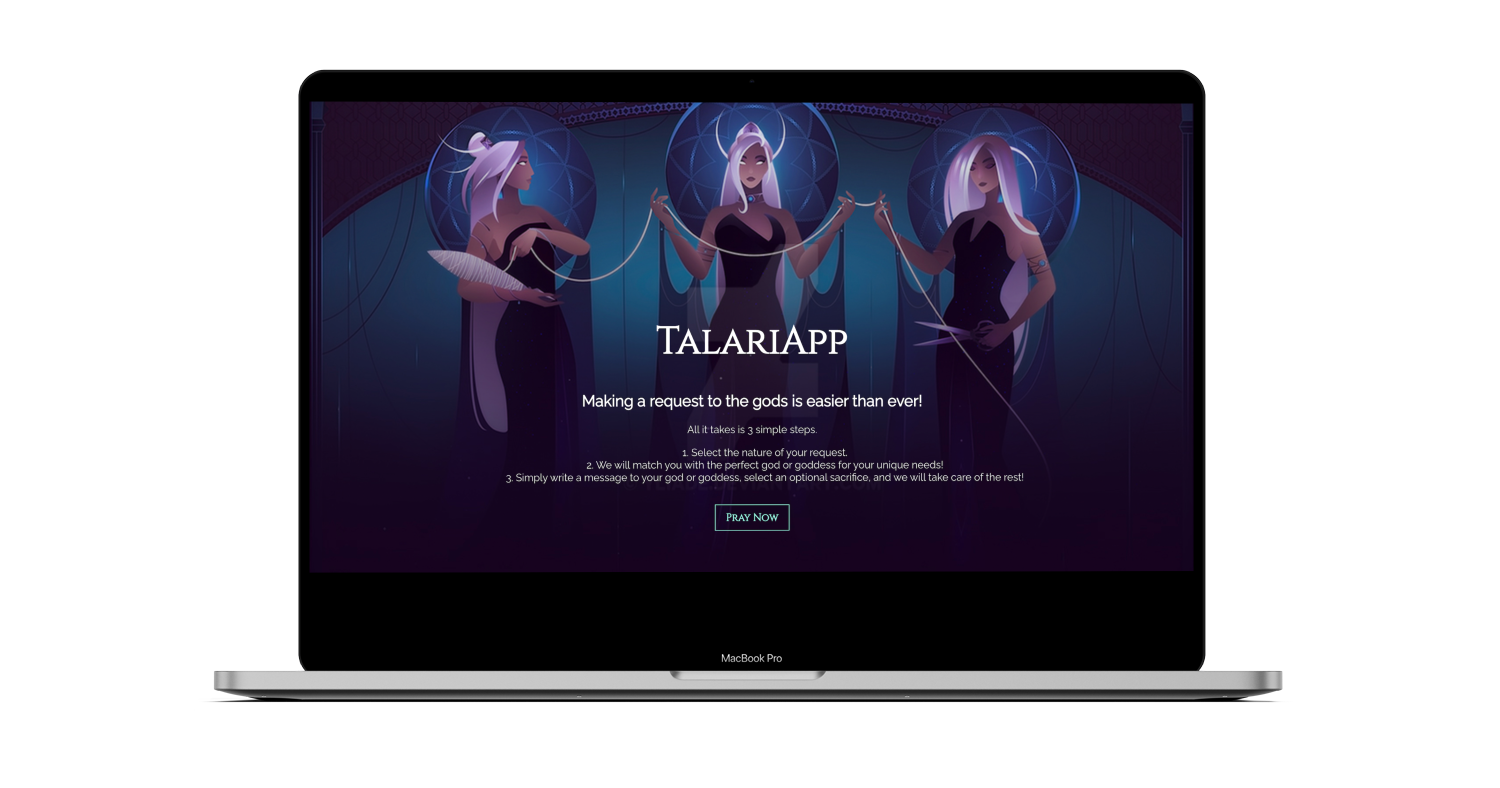 TalariApp
Making a request to the gods is easier than ever!
All it takes is 3 simple steps.
1. Select the nature of your request.
2. We will match you with the perfect god or goddess for your unique needs!
3. Simply write a message to your god or goddess, select an optional sacrifice, and we will take care of the rest!
Pray Now
MacBook Pro